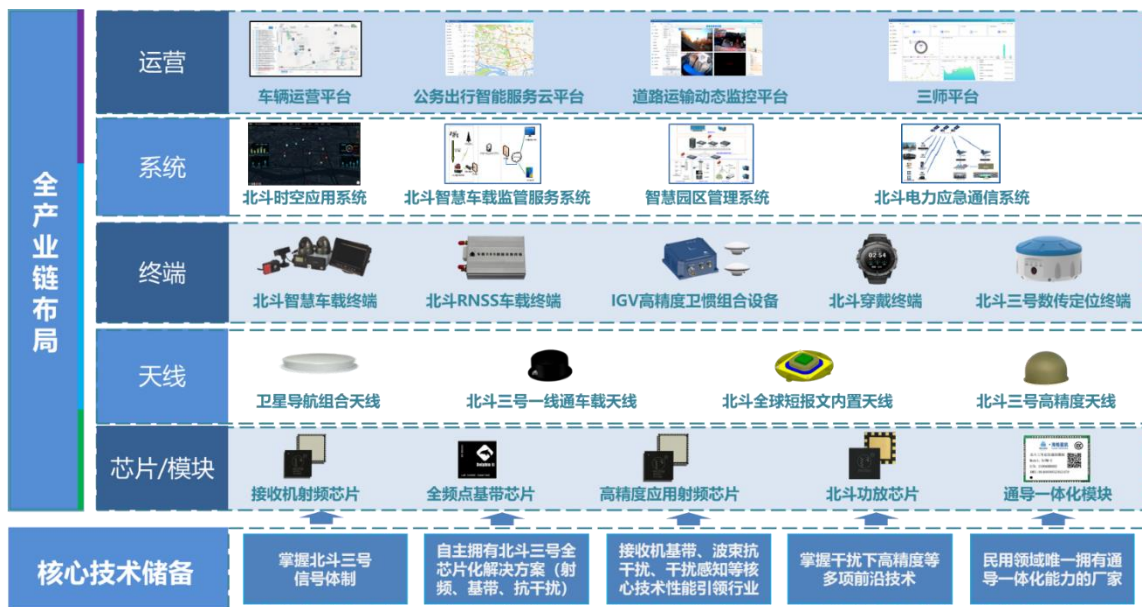 全产业链布局
运营
车辆运营平台
公务出行智能服务云平台
道路运输动态监控平台
三师平台
系统
北斗时空应用系统
北斗智慧车载监管服务系统
智慧园区管理系统
北斗电力应急通信系统
终端
北斗智慧车载终端
北斗RNSS车载终端
IGV高精度卫惯组合设备
北斗穿戴终端
北斗三号数传定位终端
天线
卫星导航组合天线
北斗三号一线通车载天线
北斗全球短报文内置天线
北斗三号高精度天线
芯片/模块
接收机射频芯片
全频点基带芯片
高精度应用射频芯片
北斗功放芯片
通导一体化模块
核心技术储备
掌握北斗三号
信号体制
自主拥有北斗三号全
芯片化解决方案（射
频、基带、抗干扰）
接收机基带、波束抗
干扰、干扰感知等核
心技术性能引领行业
掌握干扰下高精度等
多项前沿技术
民用领域唯一拥有通
导一体化能力的厂家